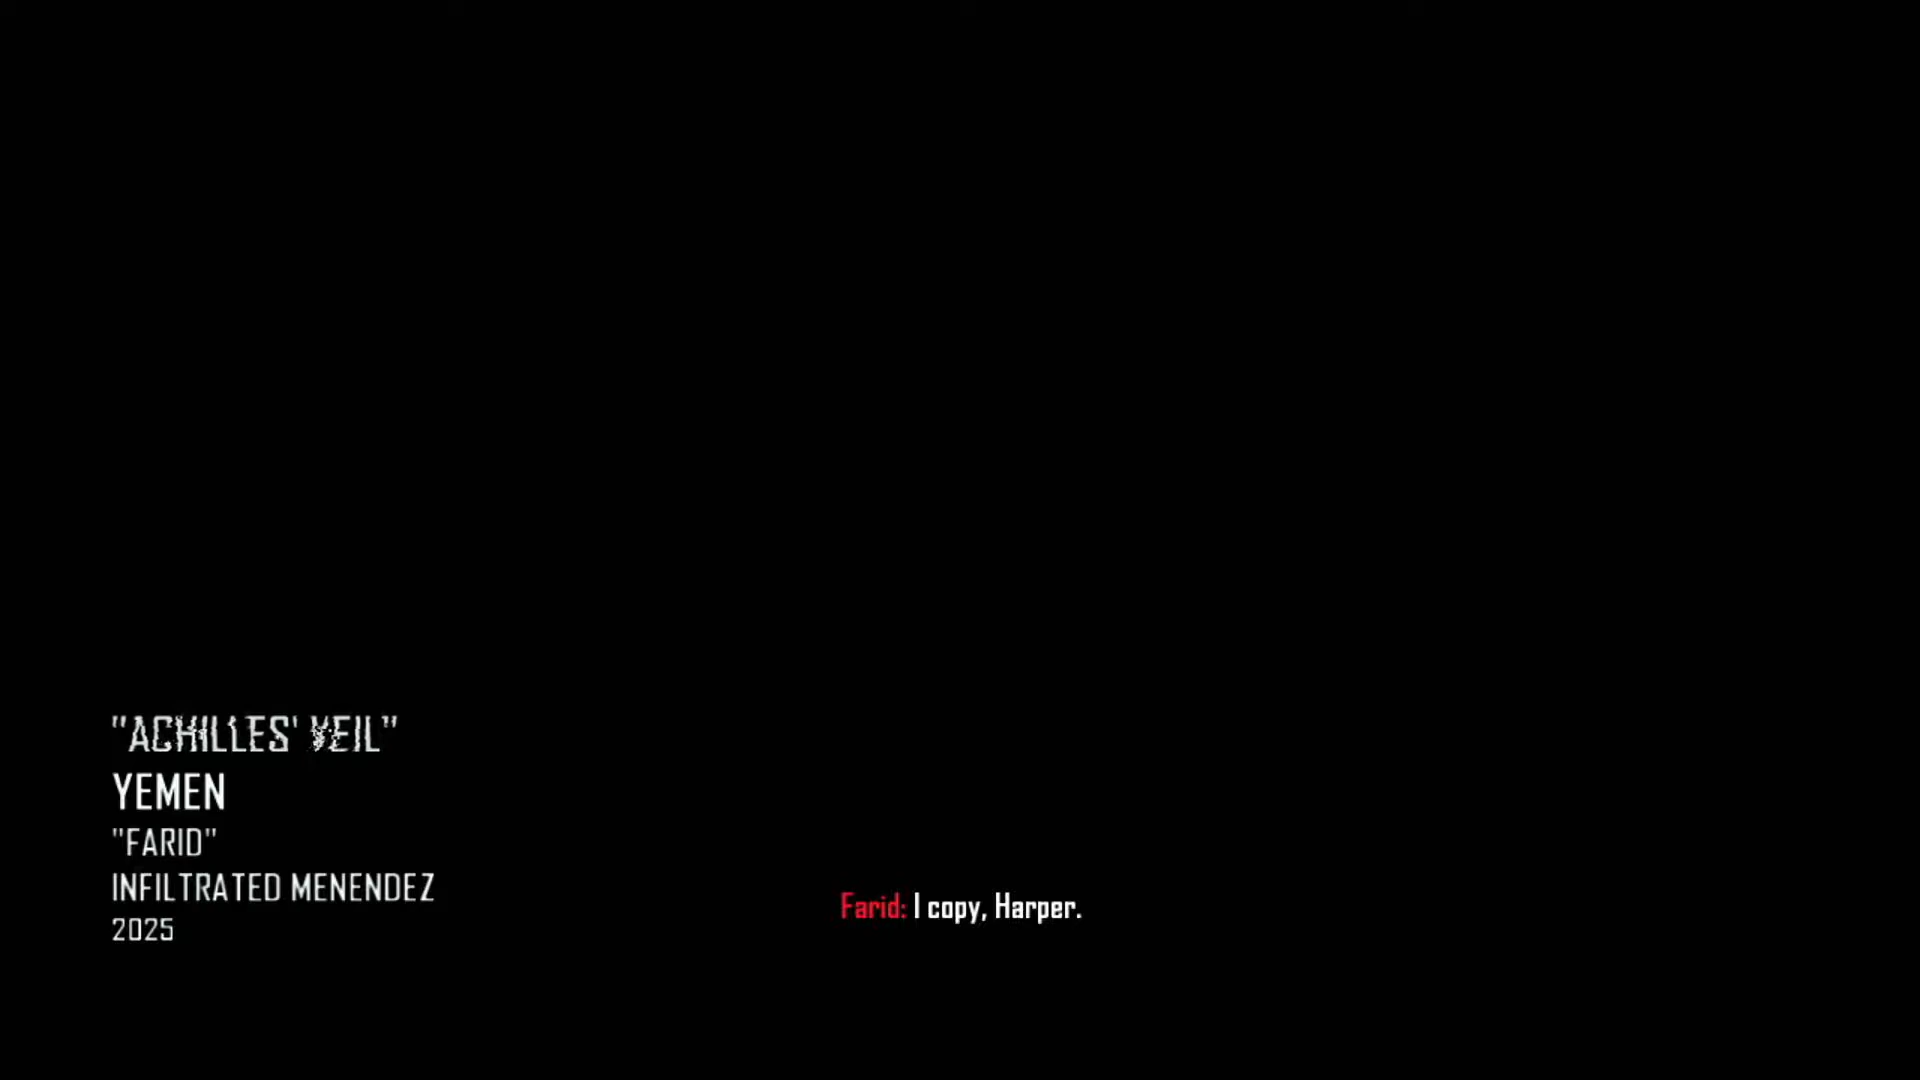 "ACHILLES' VEIL"
YEMEN
"FARID"
INFILTRATED MENENDEZ
2025
Farid: I copy, Harper.